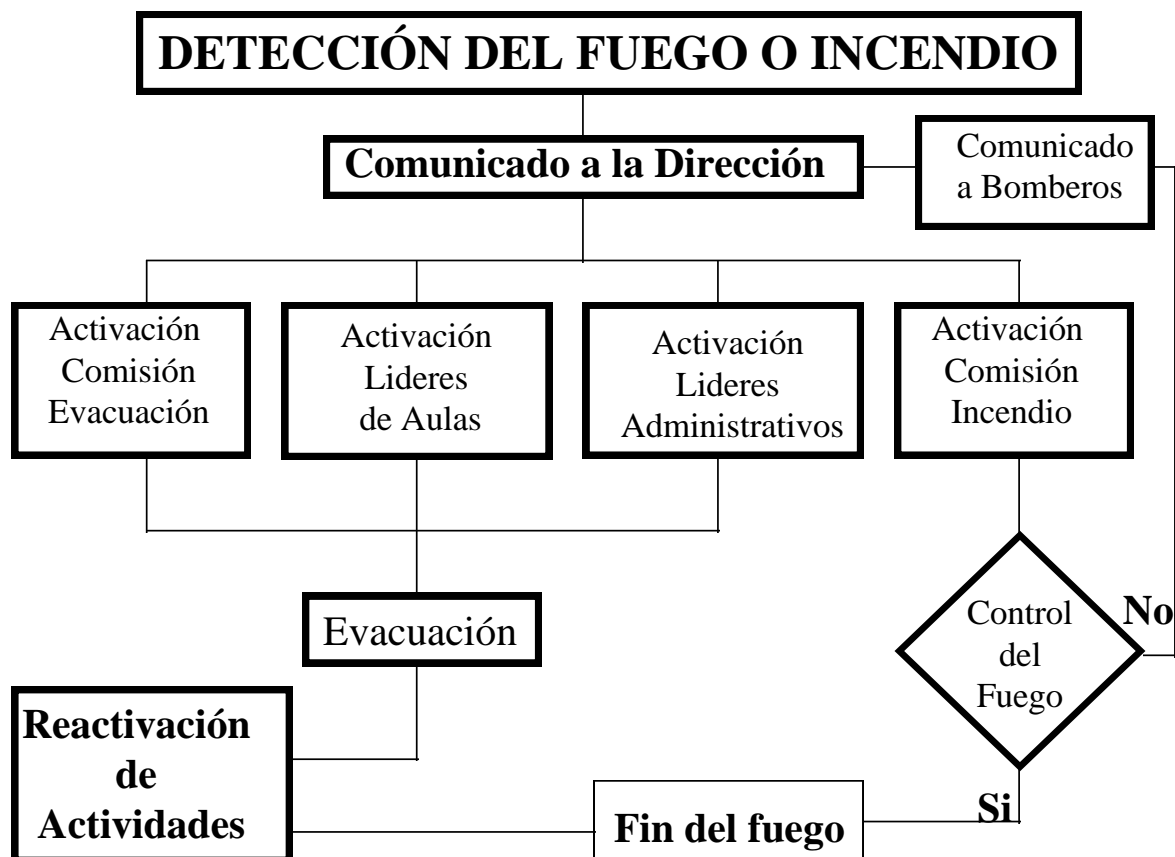 DETECCIÓN DEL FUEGO O INCENDIO
Comunicado a la Dirección
Comunicado
a Bomberos
Activación
Comisión
Evacuación
Activación
Lideres
de Aulas
Activación
Lideres
Administrativos
Activación
Comisión
Incendio
Control
del
Fuego
No
Evacuación
Reactivación
de
Actividades
Fin del fuego
Si